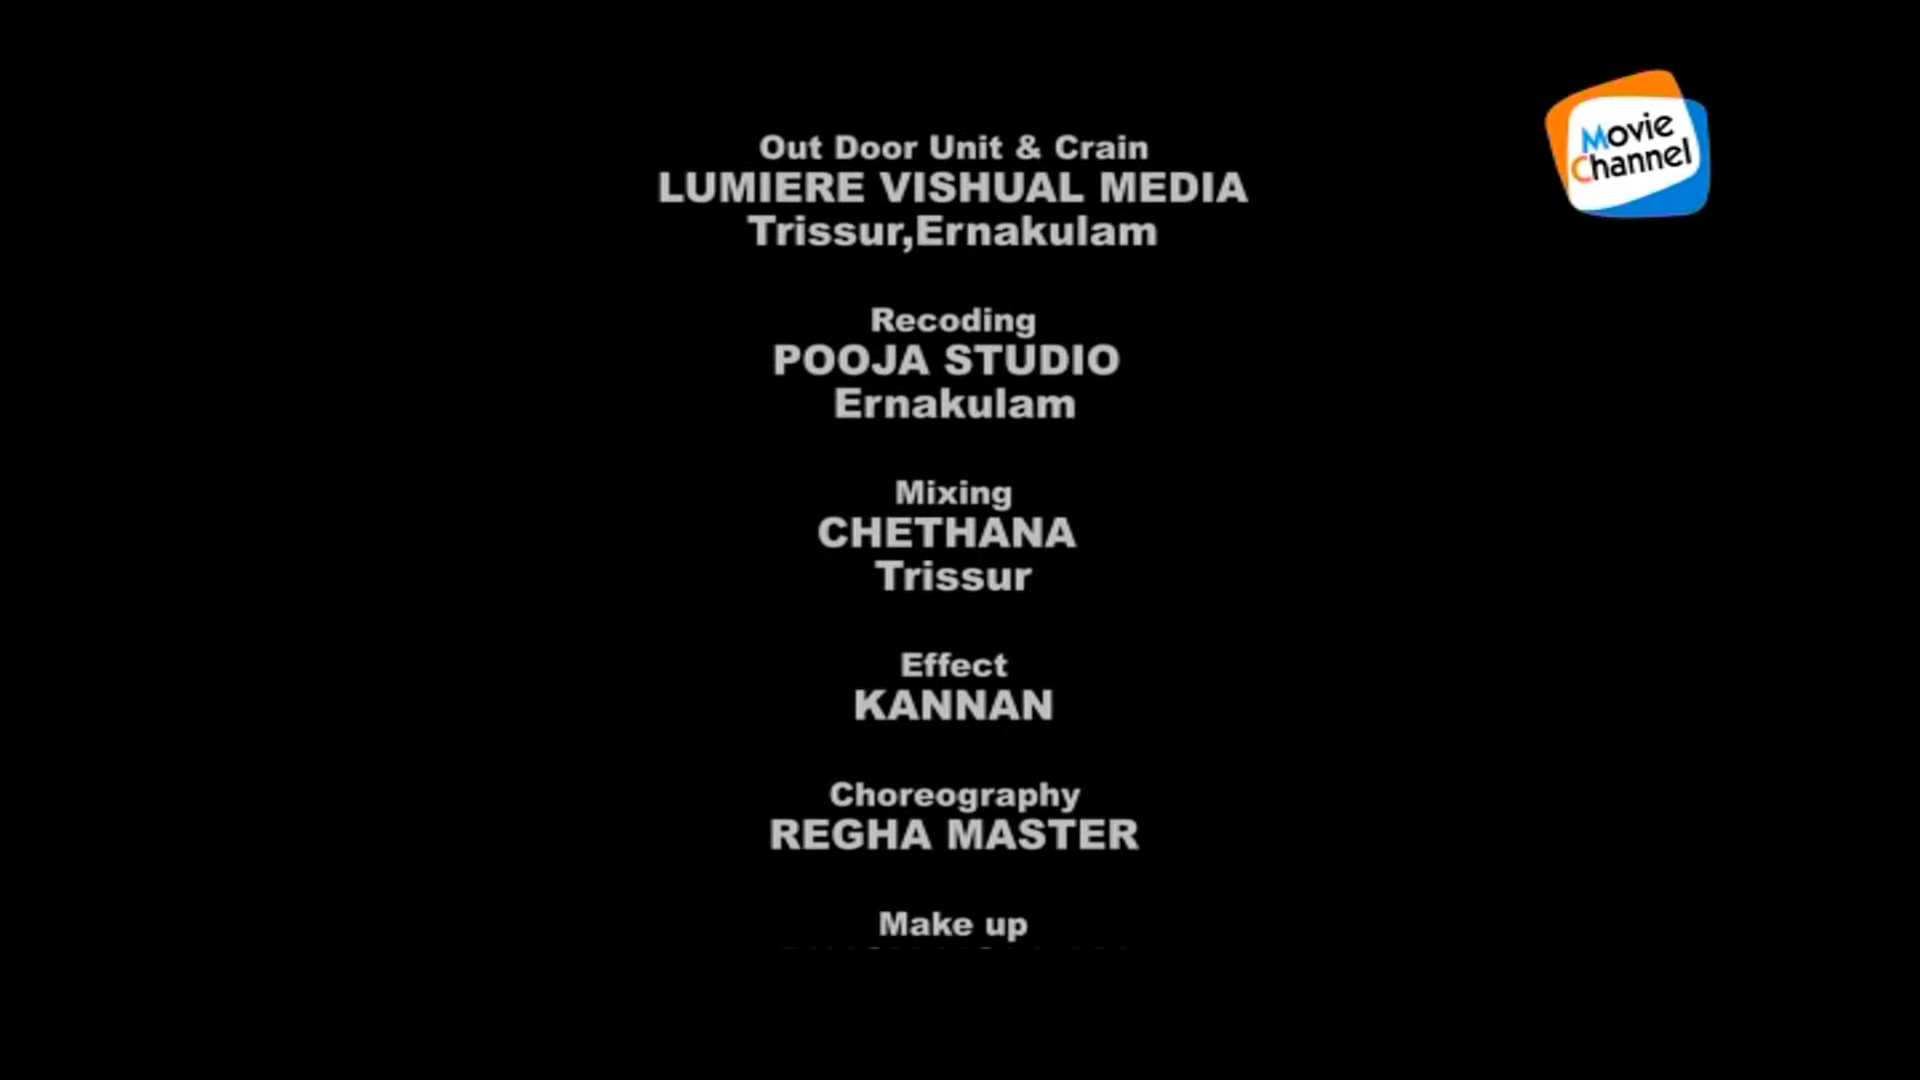 Movie
Channel
Out Door Unit & Crain
LUMIERE VISHUAL MEDIA
Trissur,Ernakulam
Recoding
POOJA STUDIO
Ernakulam
Mixing
CHETHANA
Trissur
Effect
KANNAN
Choreography
REGHA MASTER
Make up